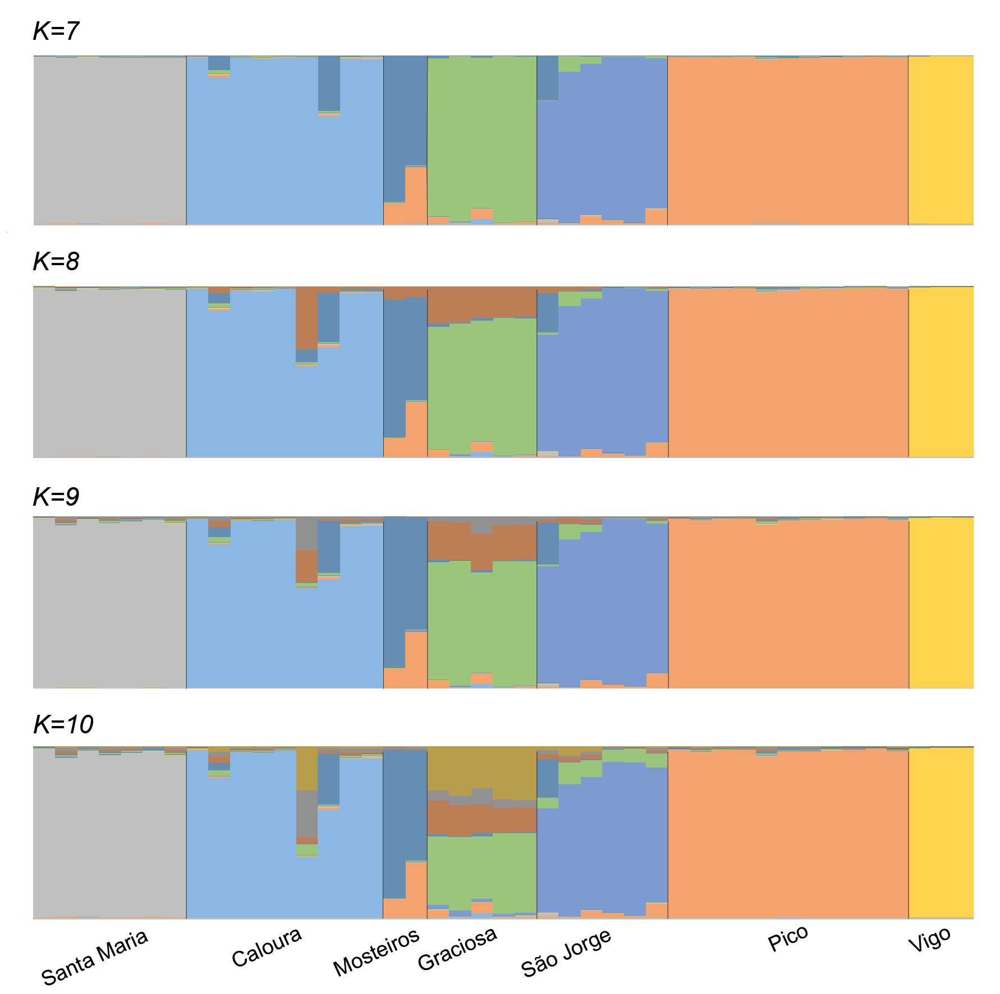 K=7
K=8
K=9
K=10
Santa Maria
Caloura
Mosteiros
Graciosa
São Jorge
Pico
Vigo